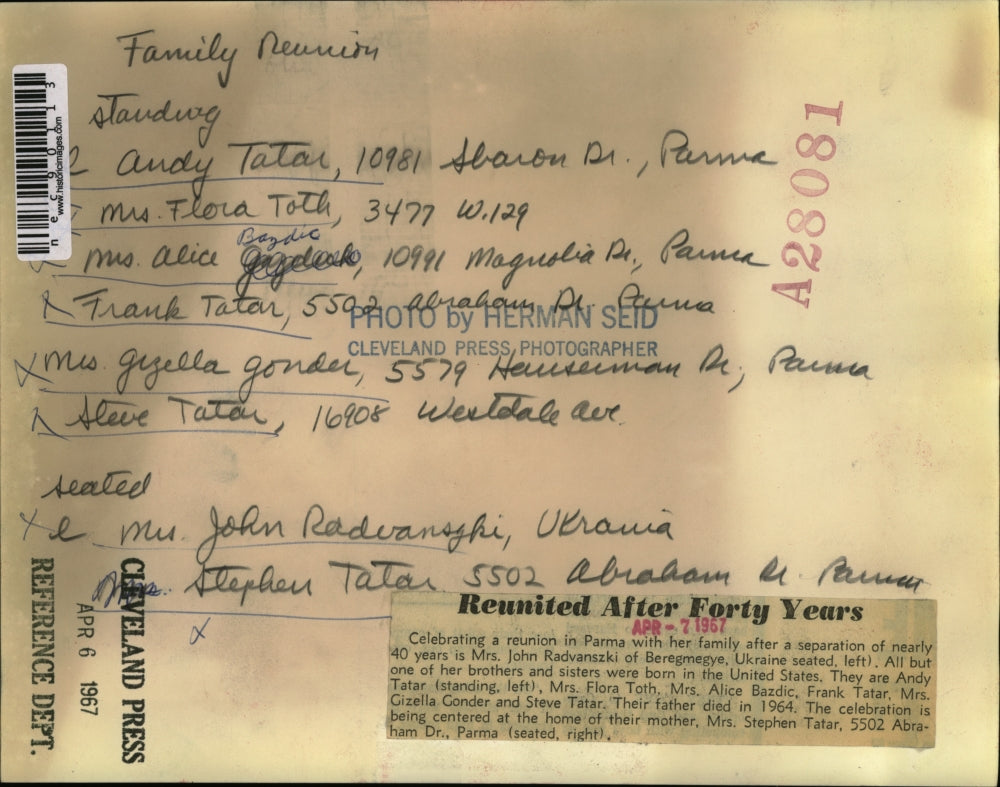 Family Reunion
standing
l Andy Tatar, 10981 Sharon Dr., Parma
Mrs. Flora Toth, 3477 W. 129
Bazdic
Mrs. Alice 10991 Magnolia Dr., Parma
x Frank Tatar, 5502 Abraham Dr. Parma
PHOTO by HERMAN SEID
CLEVELAND PRESS PHOTOGRAPHER
x Mrs. Gizella Gonder, 5579 Hauserman Dr., Parma
x Steve Tatar, 16908 Westdale Ave.
seated
x l Mrs. John Radvanszki, Ukrania
Mrs. Stephen Tatar 5502 Abraham Dr. Parma
x
Reunited After Forty Years
APR - 7 1967
Celebrating a reunion in Parma with her family after a separation of nearly
40 years is Mrs. John Radvanszki of Beregmegye, Ukraine seated, left). All but
one of her brothers and sisters were born in the United States. They are Andy
Tatar (standing, left), Mrs. Flora Toth, Mrs. Alice Bazdic, Frank Tatar, Mrs.
Gizella Gonder and Steve Tatar. Their father died in 1964. The celebration is
being centered at the home of their mother, Mrs. Stephen Tatar, 5502 Abra-
ham Dr., Parma (seated, right).
A28081
nec90113
www.historicimages.com
CLEVELAND PRESS
APR 6 1967
REFERENCE DEPT.